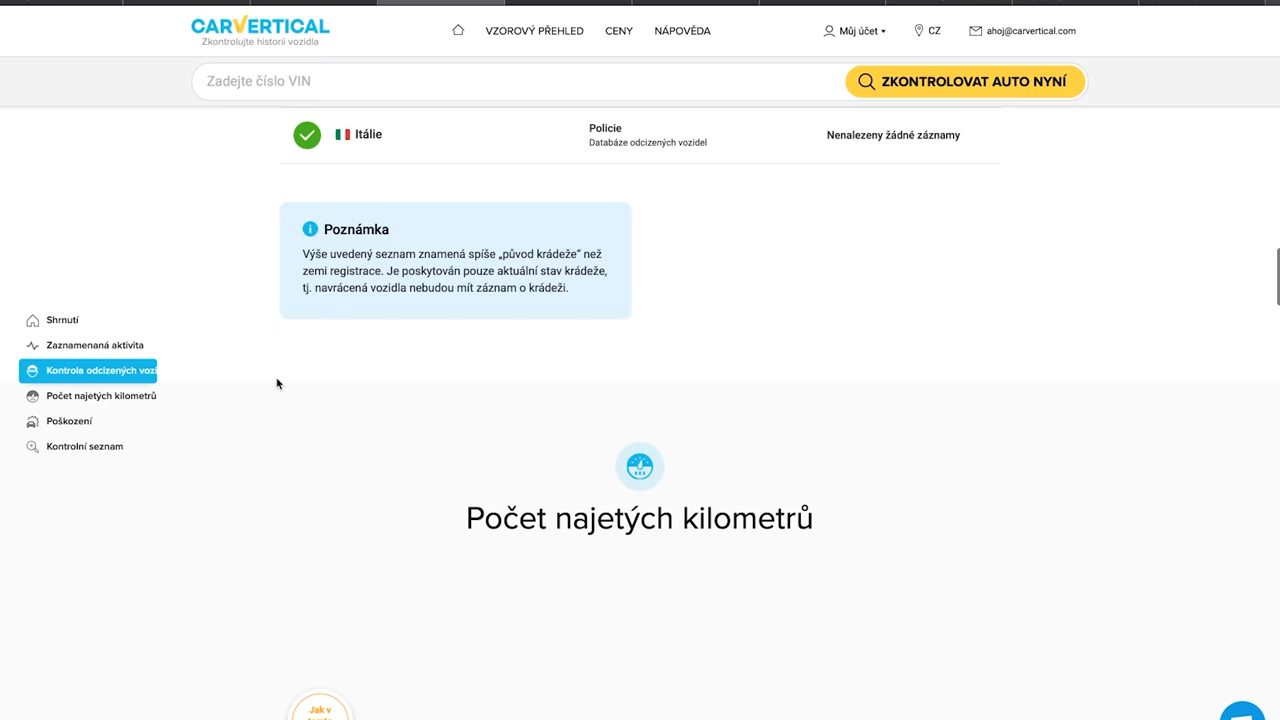 CARVERTICAL
Zkontrolujte historii vozidla
VZOROVÝ PŘEHLED
CENY
NÁPOVĚDA
Můj účet
CZ
ahoj@carvertical.com
Zadejte číslo VIN
ZKONTROLOVAT AUTO NYNÍ
Itálie
Policie
Databáze odcizených vozidel
Nenalezeny žádné záznamy
Poznámka
Výše uvedený seznam znamená spíše „původ krádeže“ než
zemi registrace. Je poskytován pouze aktuální stav krádeže,
tj. navrácená vozidla nebudou mít záznam o krádeži.
Shrnutí
Zaznamenaná aktivita
Kontrola odcizených vozi
Počet najetých kilometrů
Poškození
Kontrolní seznam
Počet najetých kilometrů
Jak v